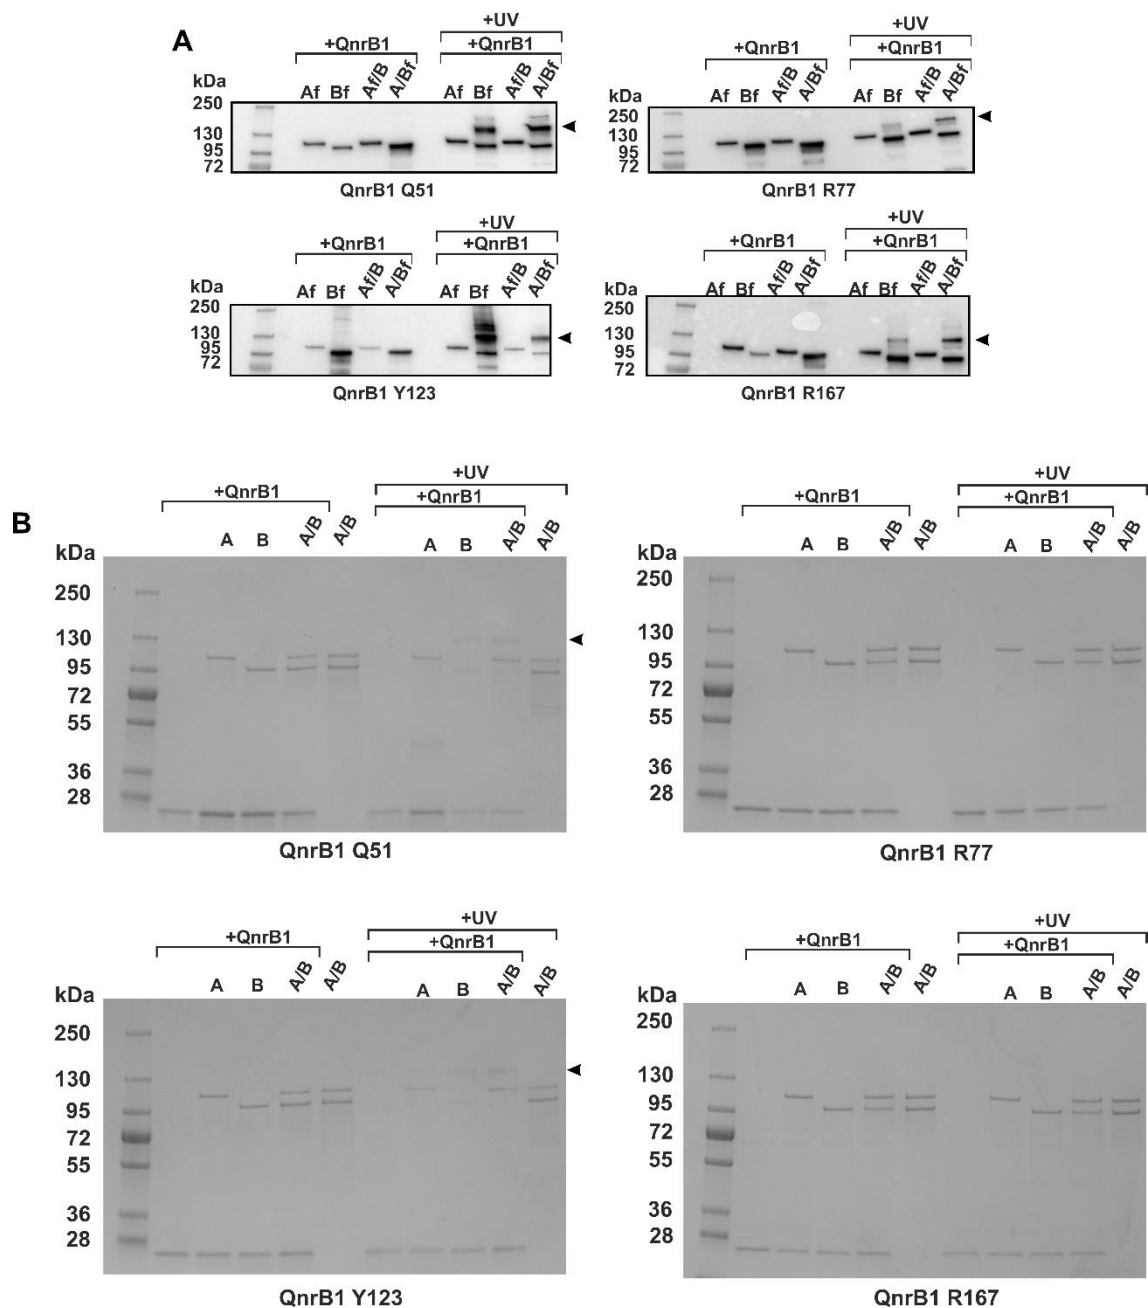 A
+QnrB1
+UV
+QnrB1
kDa
Af Bf Af/B A/Bf
Af Bf Af/B A/Bf
250
130
95
72
QnrB1 Q51
+QnrB1
+UV
+QnrB1
kDa
Af Bf Af/B A/Bf
Af Bf Af/B A/Bf
250
130
95
72
QnrB1 R77
+QnrB1
+UV
+QnrB1
kDa
Af Bf Af/B A/Bf
Af Bf Af/B A/Bf
250
130
95
72
QnrB1 Y123
+QnrB1
+UV
+QnrB1
kDa
Af Bf Af/B A/Bf
Af Bf Af/B A/Bf
250
130
95
72
QnrB1 R167
B
+QnrB1
+UV
+QnrB1
kDa
A B A/B A/B
A B A/B A/B
250
130
95
72
55
36
28
QnrB1 Q51
+QnrB1
+UV
+QnrB1
kDa
A B A/B A/B
A B A/B A/B
250
130
95
72
55
36
28
QnrB1 R77
+QnrB1
+UV
+QnrB1
kDa
A B A/B A/B
A B A/B A/B
250
130
95
72
55
36
28
QnrB1 Y123
+QnrB1
+UV
+QnrB1
kDa
A B A/B A/B
A B A/B A/B
250
130
95
72
55
36
28
QnrB1 R167